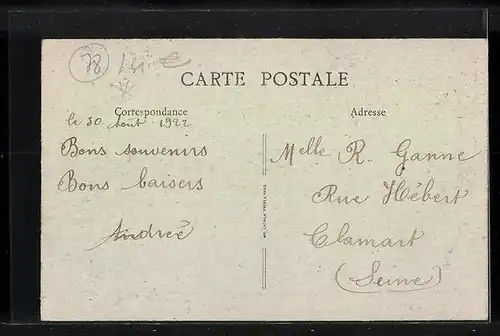 78 14 €
CARTE POSTALE
Correspondance
Adresse
le 30 Août 1922
Bons souvenirs
Bons baisers
Andrée
Melle R. Ganne
Rue Hébert
Clamart
(Seine)